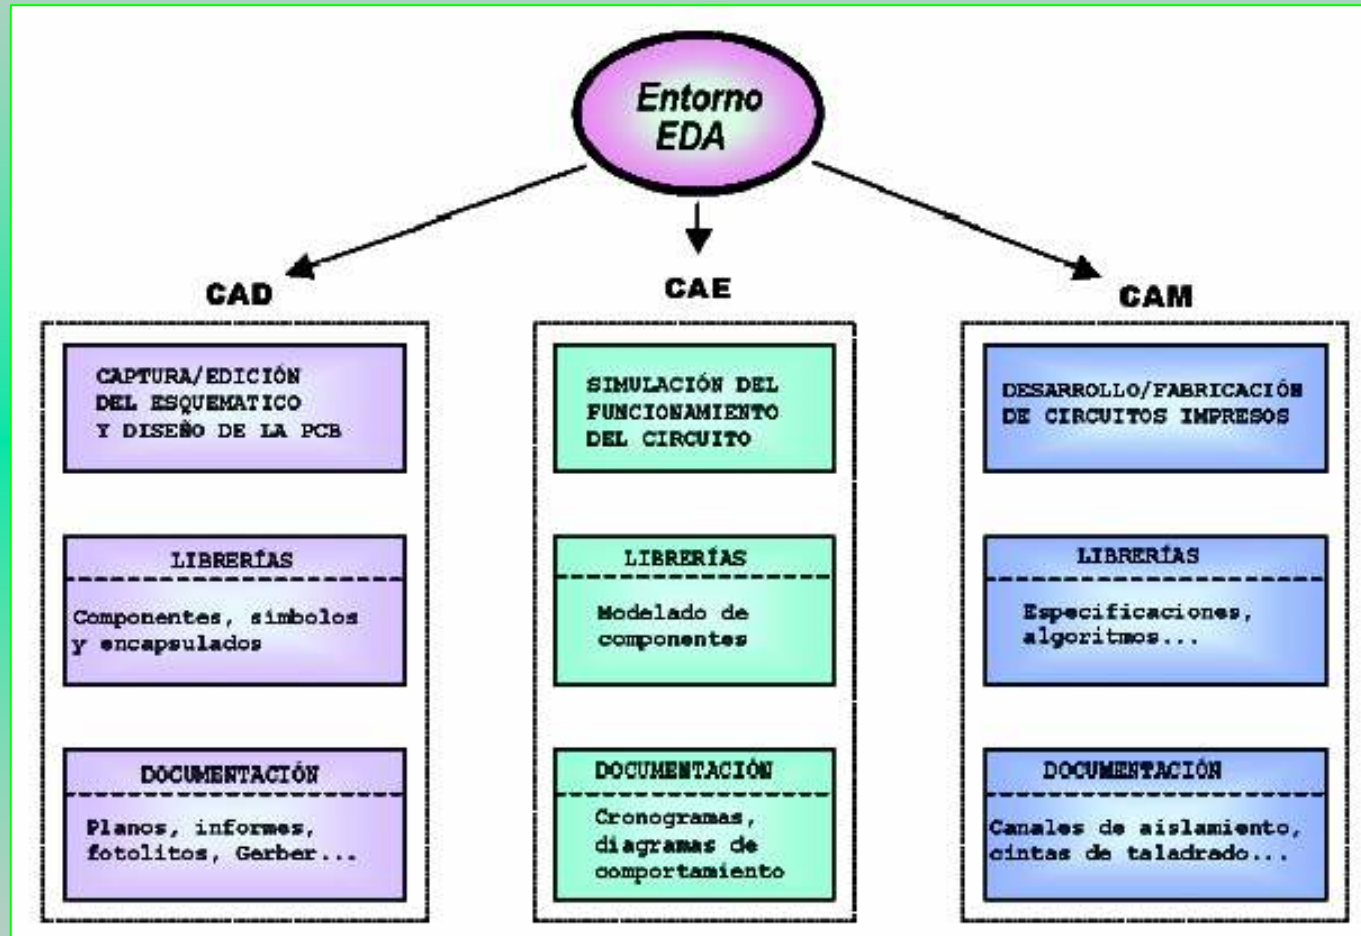 Entorno
EDA
CAD
CAPTURA/EDICIÓN
DEL ESQUEMATICO
Y DISEÑO DE LA PCB
LIBRERÍAS
Componentes, símbolos
y encapsulados
DOCUMENTACIÓN
Planos, informes,
fotolitos, Gerber...
CAE
SIMULACIÓN DEL
FUNCIONAMIENTO
DEL CIRCUITO
LIBRERÍAS
Modelado de
componentes
DOCUMENTACIÓN
Cronogramas,
diagramas de
comportamiento
CAM
DESARROLLO/FABRICACIÓN
DE CIRCUITOS IMPRESOS
LIBRERÍAS
Especificaciones,
algoritmos...
DOCUMENTACIÓN
Canales de aislamiento,
cintas de taladrado...